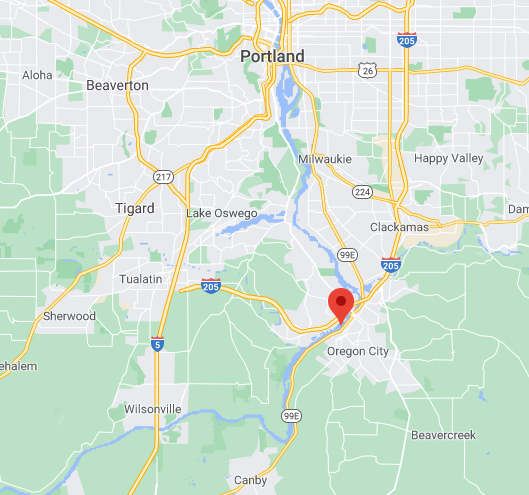 205
Portland
26
Aloha
Beaverton
Milwaukie
Happy Valley
217
224
Tigard
Lake Oswego
Dam
Clackamas
99E
205
Tualatin
205
Sherwood
5
Oregon City
ehalem
Wilsonville
99E
Beavercreek
Canby